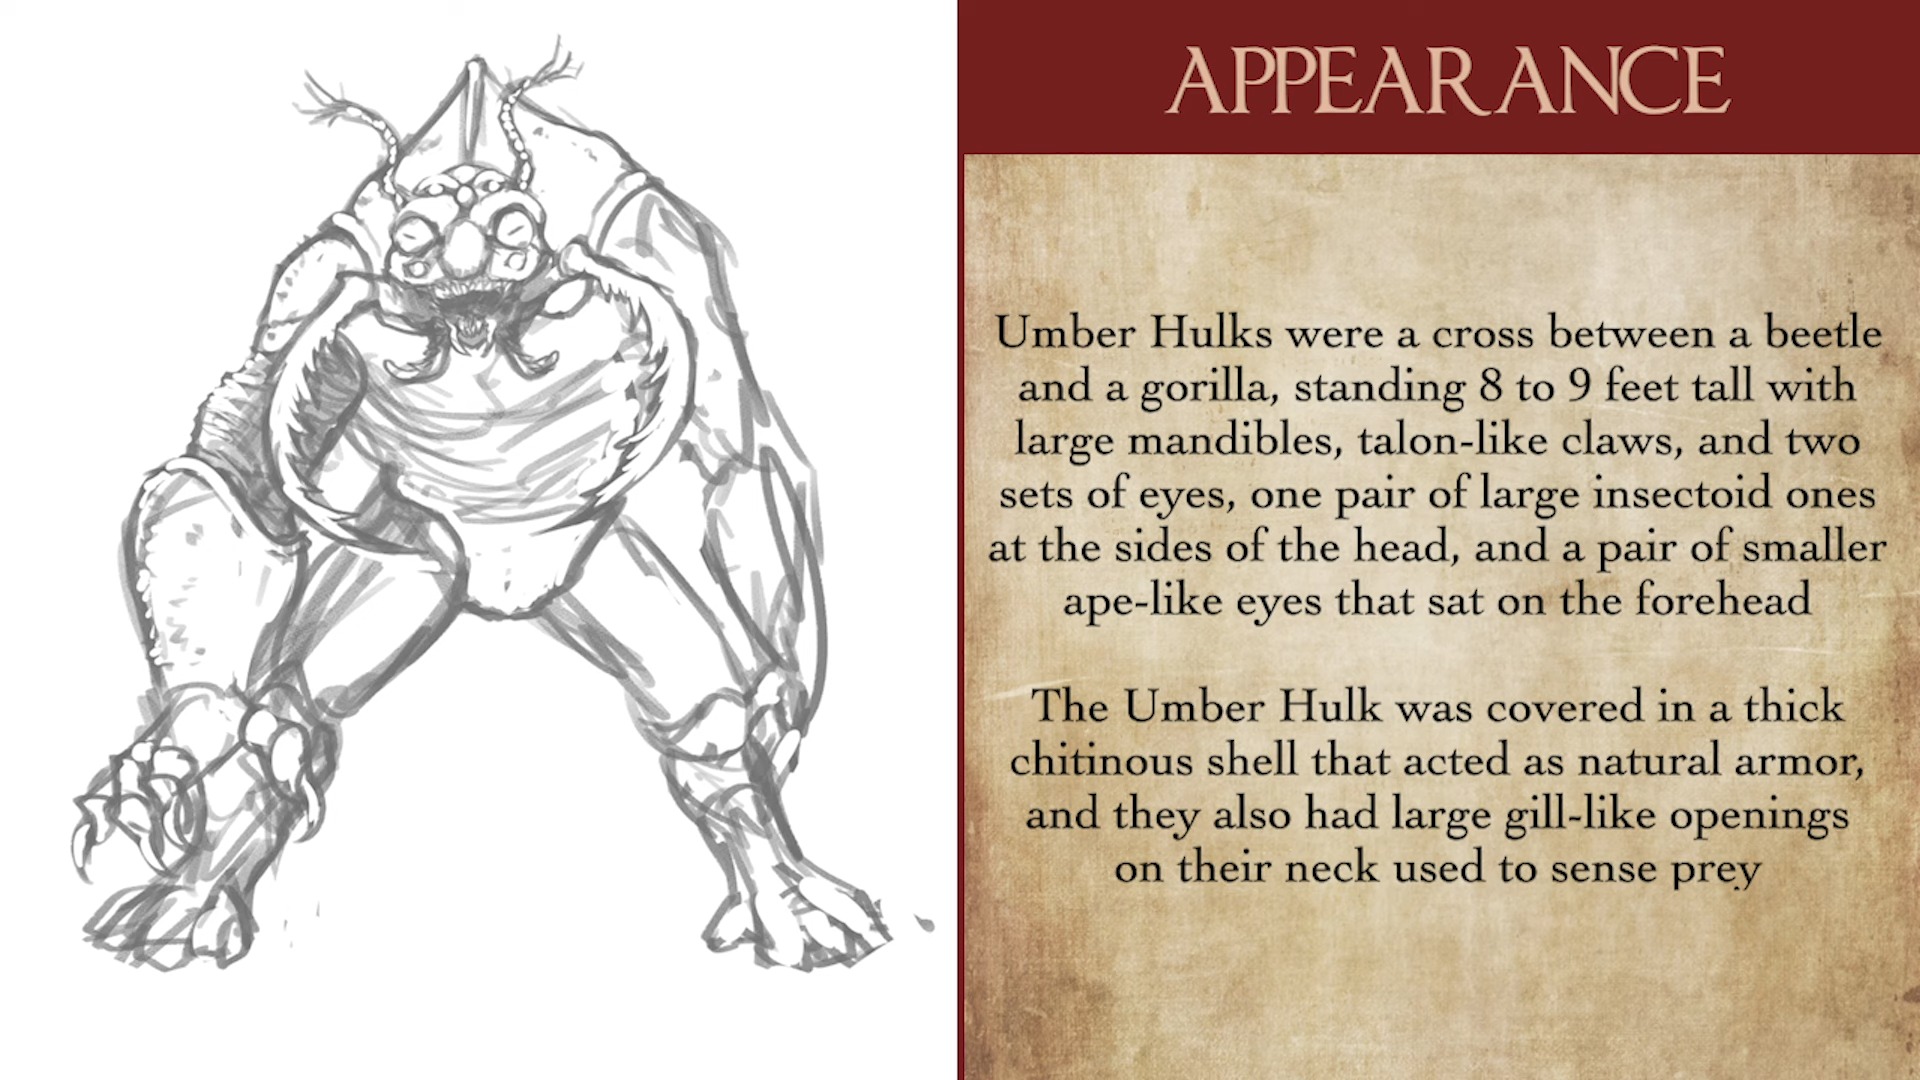 APPEARANCE
Umber Hulks were a cross between a beetle
and a gorilla, standing 8 to 9 feet tall with
large mandibles, talon-like claws, and two
sets of eyes, one pair of large insectoid ones
at the sides of the head, and a pair of smaller
ape-like eyes that sat on the forehead
The Umber Hulk was covered in a thick
chitinous shell that acted as natural armor,
and they also had large gill-like openings
on their neck used to sense prey